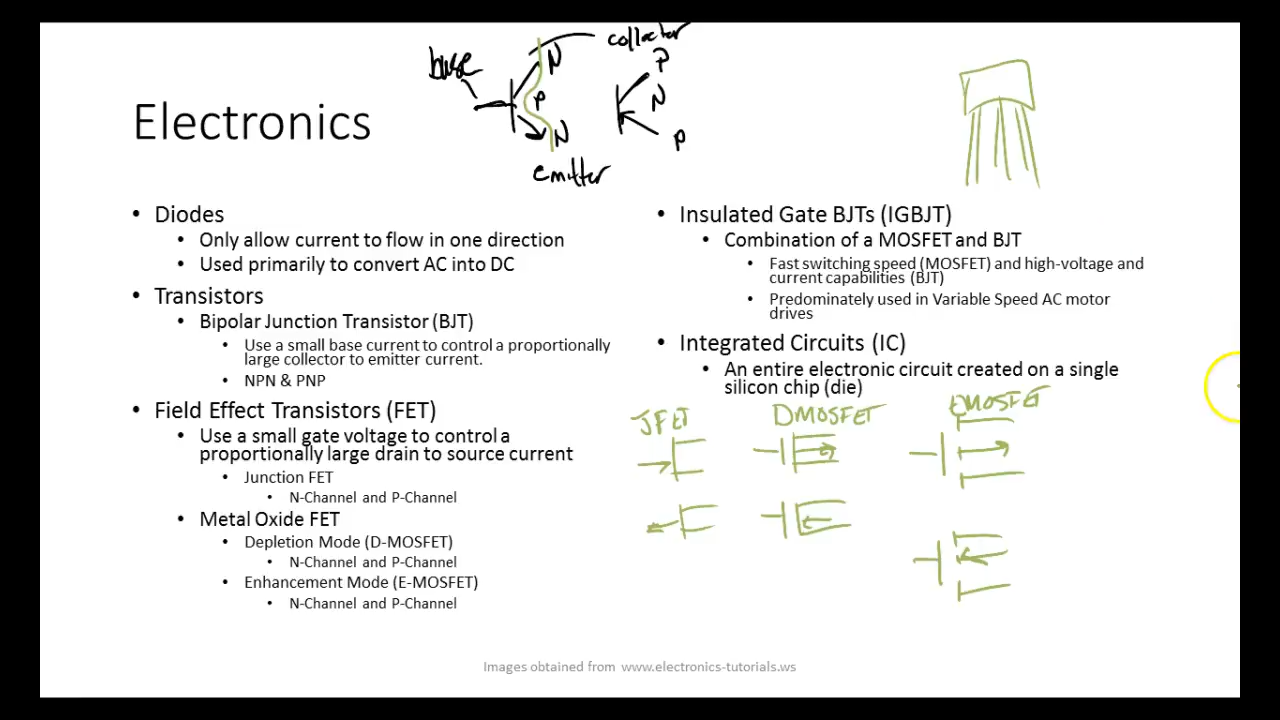 collector
base
N
P
P
N
N
P
emitter
Electronics
• Diodes
• Only allow current to flow in one direction
• Used primarily to convert AC into DC
• Transistors
• Bipolar Junction Transistor (BJT)
• Use a small base current to control a proportionally
large collector to emitter current.
• NPN & PNP
• Field Effect Transistors (FET)
• Use a small gate voltage to control a
proportionally large drain to source current
• Junction FET
• N-Channel and P-Channel
• Metal Oxide FET
• Depletion Mode (D-MOSFET)
• N-Channel and P-Channel
• Enhancement Mode (E-MOSFET)
• N-Channel and P-Channel
• Insulated Gate BJTs (IGBJT)
• Combination of a MOSFET and BJT
• Fast switching speed (MOSFET) and high-voltage and
current capabilities (BJT)
• Predominately used in Variable Speed AC motor
drives
• Integrated Circuits (IC)
• An entire electronic circuit created on a single
silicon chip (die)
JFET
DMOSFET
EMOSFET
Images obtained from www.electronics-tutorials.ws